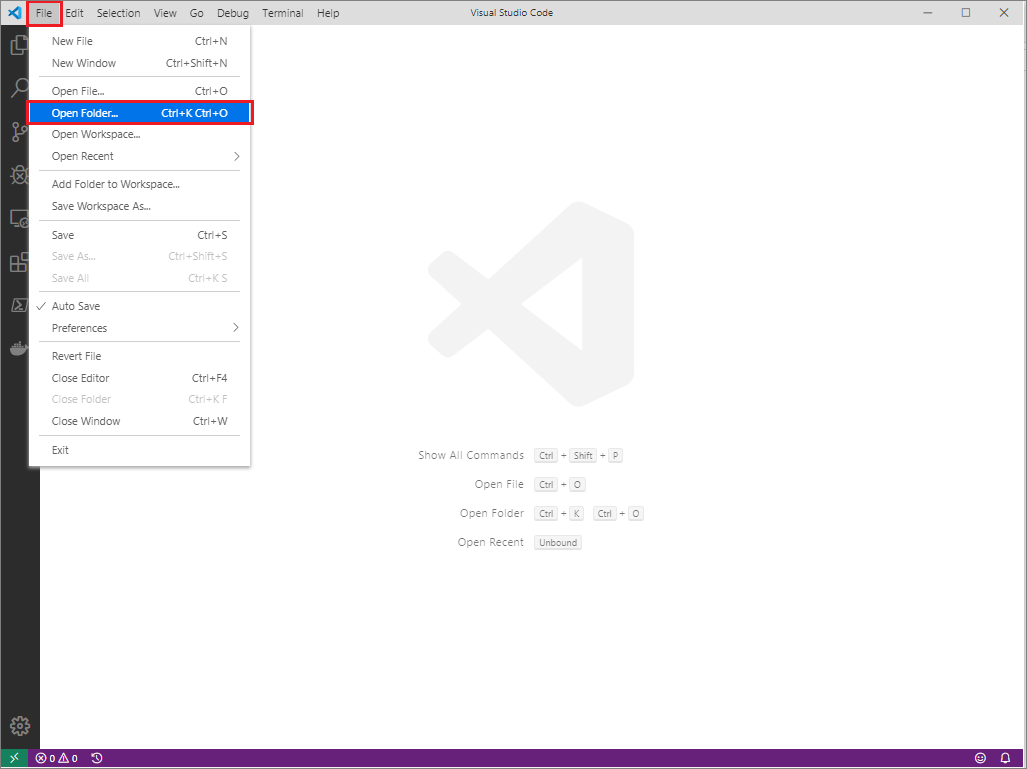 File Edit Selection View Go Debug Terminal Help Visual Studio Code
New File Ctrl+N
New Window Ctrl+Shift+N
Open File... Ctrl+O
Open Folder... Ctrl+K Ctrl+O
Open Workspace...
Open Recent
Add Folder to Workspace...
Save Workspace As...
Save Ctrl+S
Save As... Ctrl+Shift+S
Save All Ctrl+K S
Auto Save
Preferences
Revert File
Close Editor Ctrl+F4
Close Folder Ctrl+K F
Close Window Ctrl+W
Exit
Show All Commands Ctrl + Shift + P
Open File Ctrl + O
Open Folder Ctrl + K Ctrl + O
Open Recent Unbound
0 0